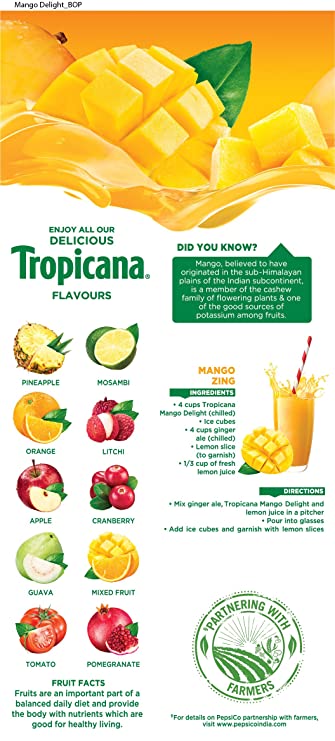 Mango Delight_BOP
ENJOY ALL OUR
DELICIOUS
Tropicana®
FLAVOURS
PINEAPPLE
MOSAMBI
ORANGE
LITCHI
APPLE
CRANBERRY
GUAVA
MIXED FRUIT
TOMATO
POMEGRANATE
FRUIT FACTS
Fruits are an important part of a
balanced daily diet and provide
the body with nutrients which are
good for healthy living.
DID YOU KNOW?
Mango, believed to have
originated in the sub-Himalayan
plains of the Indian subcontinent,
is a member of the cashew
family of flowering plants & one
of the good sources of
potassium among fruits.
MANGO
ZING
INGREDIENTS
• 4 cups Tropicana
Mango Delight (chilled)
• Ice cubes
• 4 cups ginger
ale (chilled)
• Lemon slice
(to garnish)
• 1/3 cup of fresh
lemon juice
DIRECTIONS
• Mix ginger ale, Tropicana Mango Delight and
lemon juice in a pitcher
• Pour into glasses
• Add ice cubes and garnish with lemon slices
†PARTNERING WITH
FARMERS
†For details on PepsiCo partnership with farmers,
visit www.pepsicoindia.com